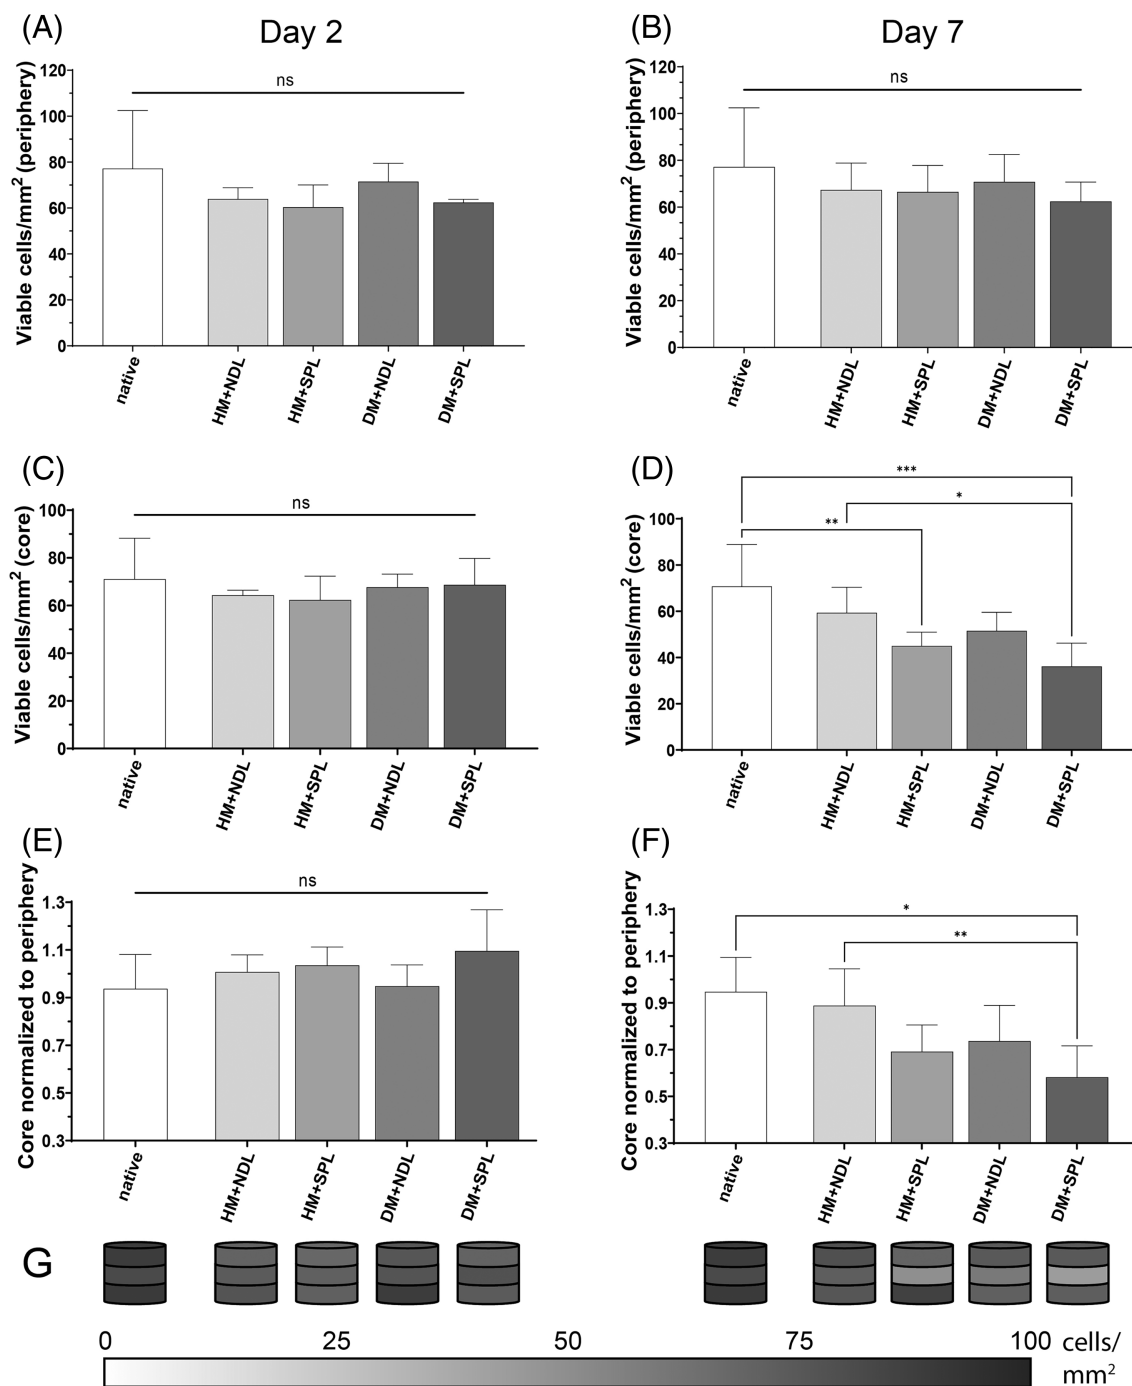 (A)
Day 2
Viable cells/mm² (periphery)
120
100
80
60
40
20
0
ns
native
HM+NDL
HM+SPL
DM+NDL
DM+SPL
(B)
Day 7
Viable cells/mm² (periphery)
120
100
80
60
40
20
0
ns
native
HM+NDL
HM+SPL
DM+NDL
DM+SPL
(C)
Viable cells/mm² (core)
100
80
60
40
20
0
ns
native
HM+NDL
HM+SPL
DM+NDL
DM+SPL
(D)
Viable cells/mm² (core)
100
80
60
40
20
0
***
*
**
native
HM+NDL
HM+SPL
DM+NDL
DM+SPL
(E)
Core normalized to periphery
1.3
1.1
0.9
0.7
0.5
0.3
ns
native
HM+NDL
HM+SPL
DM+NDL
DM+SPL
(F)
Core normalized to periphery
1.3
1.1
0.9
0.7
0.5
0.3
*
**
native
HM+NDL
HM+SPL
DM+NDL
DM+SPL
G
0 25 50 75 100 cells/
mm²